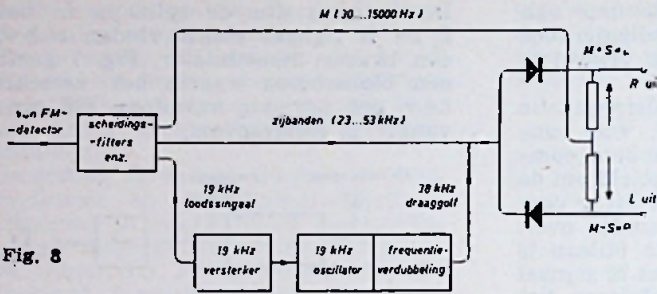 M (30...15000 Hz)
M+S=L
R uit
van FM-
-detector
scheidings-
filters
enz.
zijbanden (23...53 kHz)
19 kHz
loodssingaal
38 kHz
draaggolf
L uit
M-S=R
19 kHz
versterker
19 kHz
oscillator
frequentie-
verdubbeling
Fig. 8